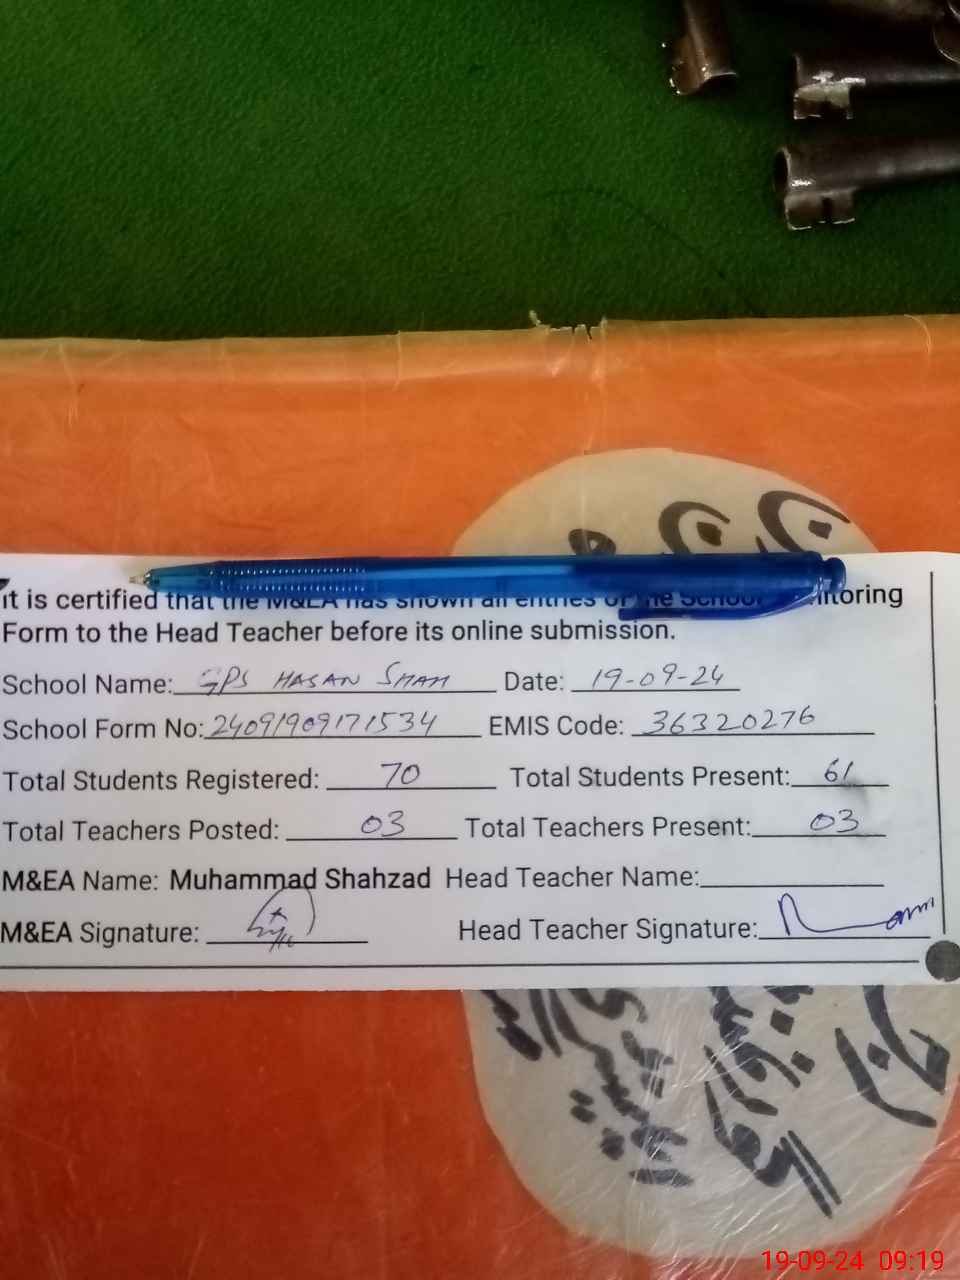 it is certified that the M&EA has shown all entries of the School Monitoring
Form to the Head Teacher before its online submission.
School Name: GPS HASAN SHAH Date: 19-09-24
School Form No: 24091909171534 EMIS Code: 36320276
Total Students Registered: 70 Total Students Present: 61
Total Teachers Posted: 03 Total Teachers Present: 03
M&EA Name: Muhammad Shahzad Head Teacher Name:
M&EA Signature: Head Teacher Signature:
19-09-24 09:19